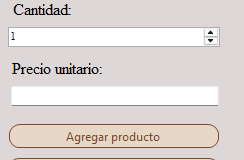 Cantidad:
1
Precio unitario:
Agregar producto